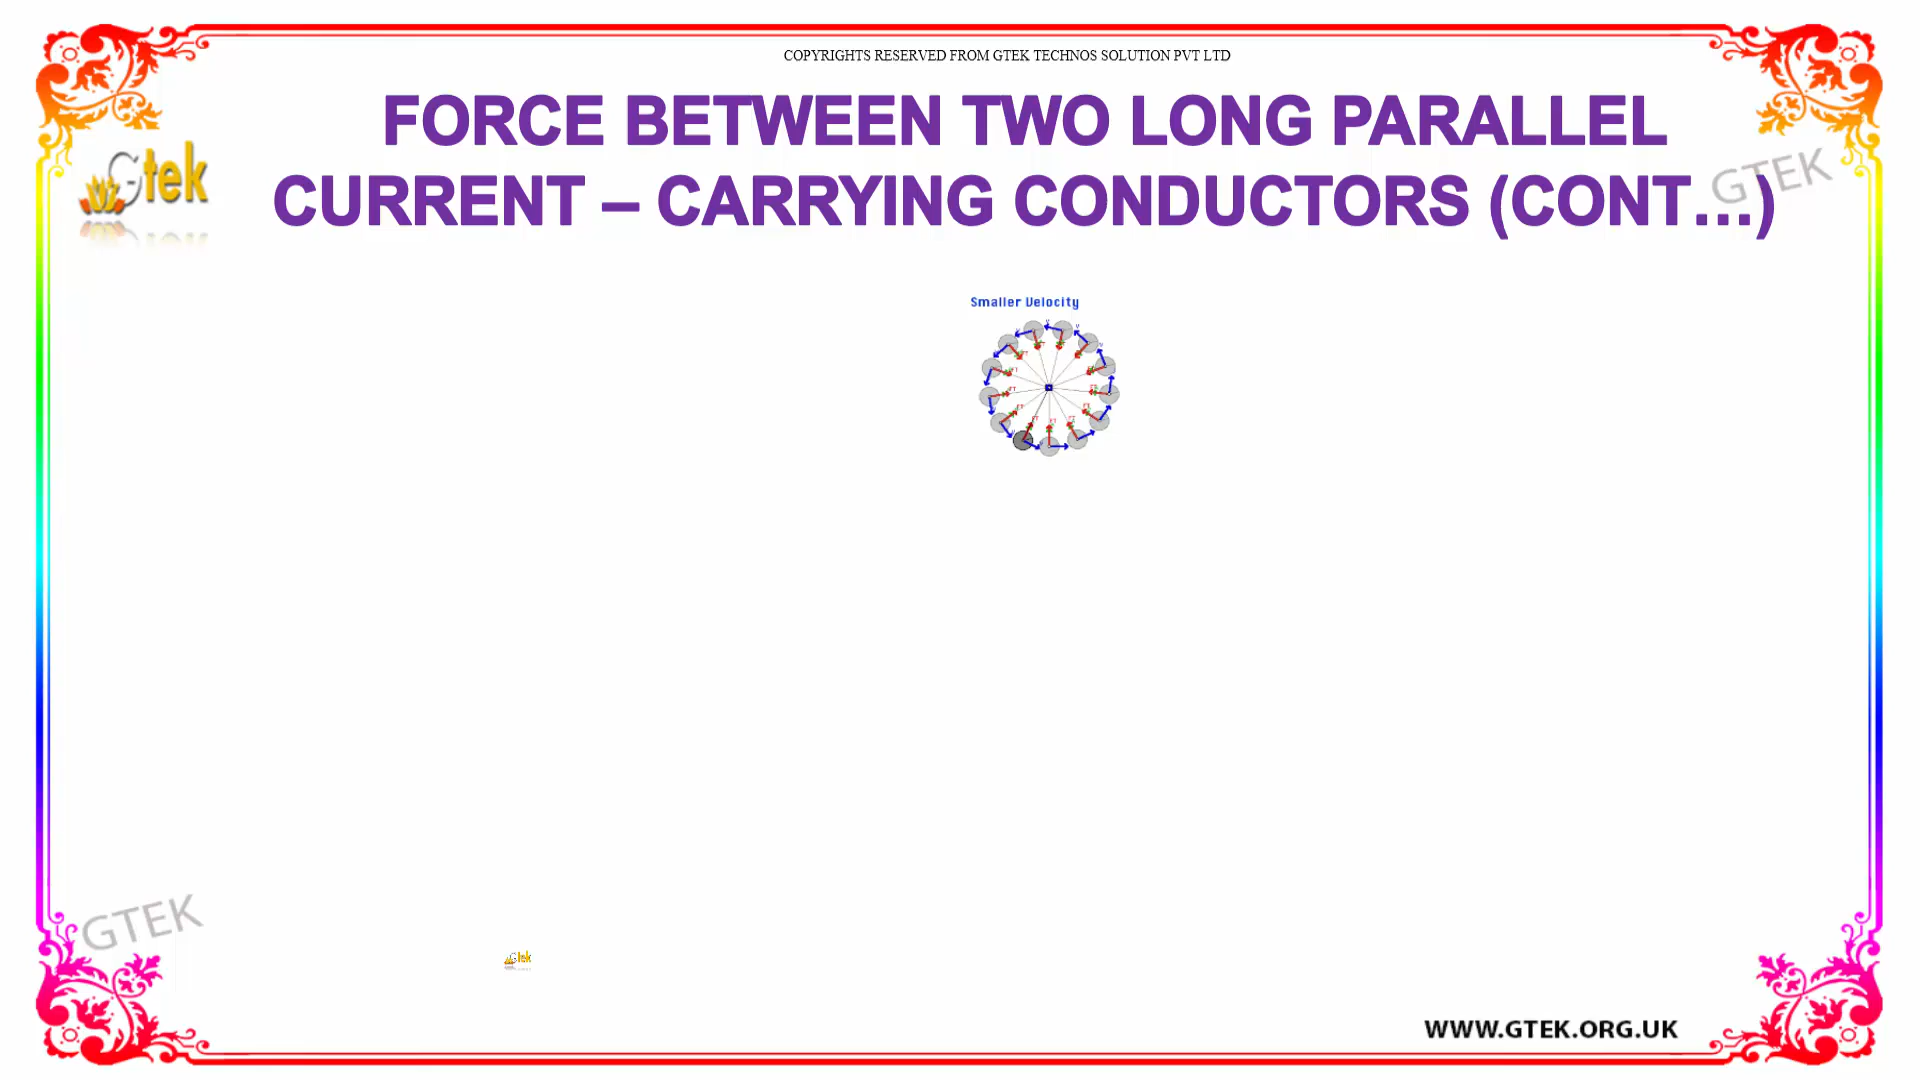 COPYRIGHTS RESERVED FROM GTEK TECHNOS SOLUTION PVT LTD
FORCE BETWEEN TWO LONG PARALLEL
CURRENT – CARRYING CONDUCTORS (CONT...)
Gtek
GTEK
Smaller Velocity
GTEK
Gtek
WWW.GTEK.ORG.UK